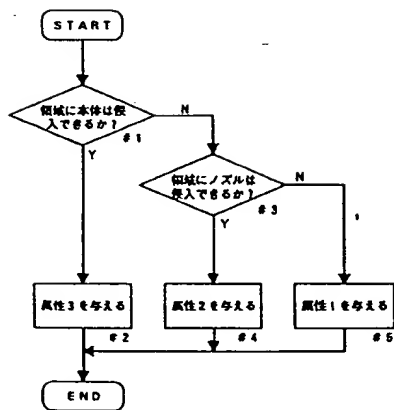 START
領域に本体は侵
入できるか?
#1
N
Y
領域にノズルは
侵入できるか?
#3
N
Y
属性3を与える
#2
属性2を与える
#4
属性1を与える
#5
END